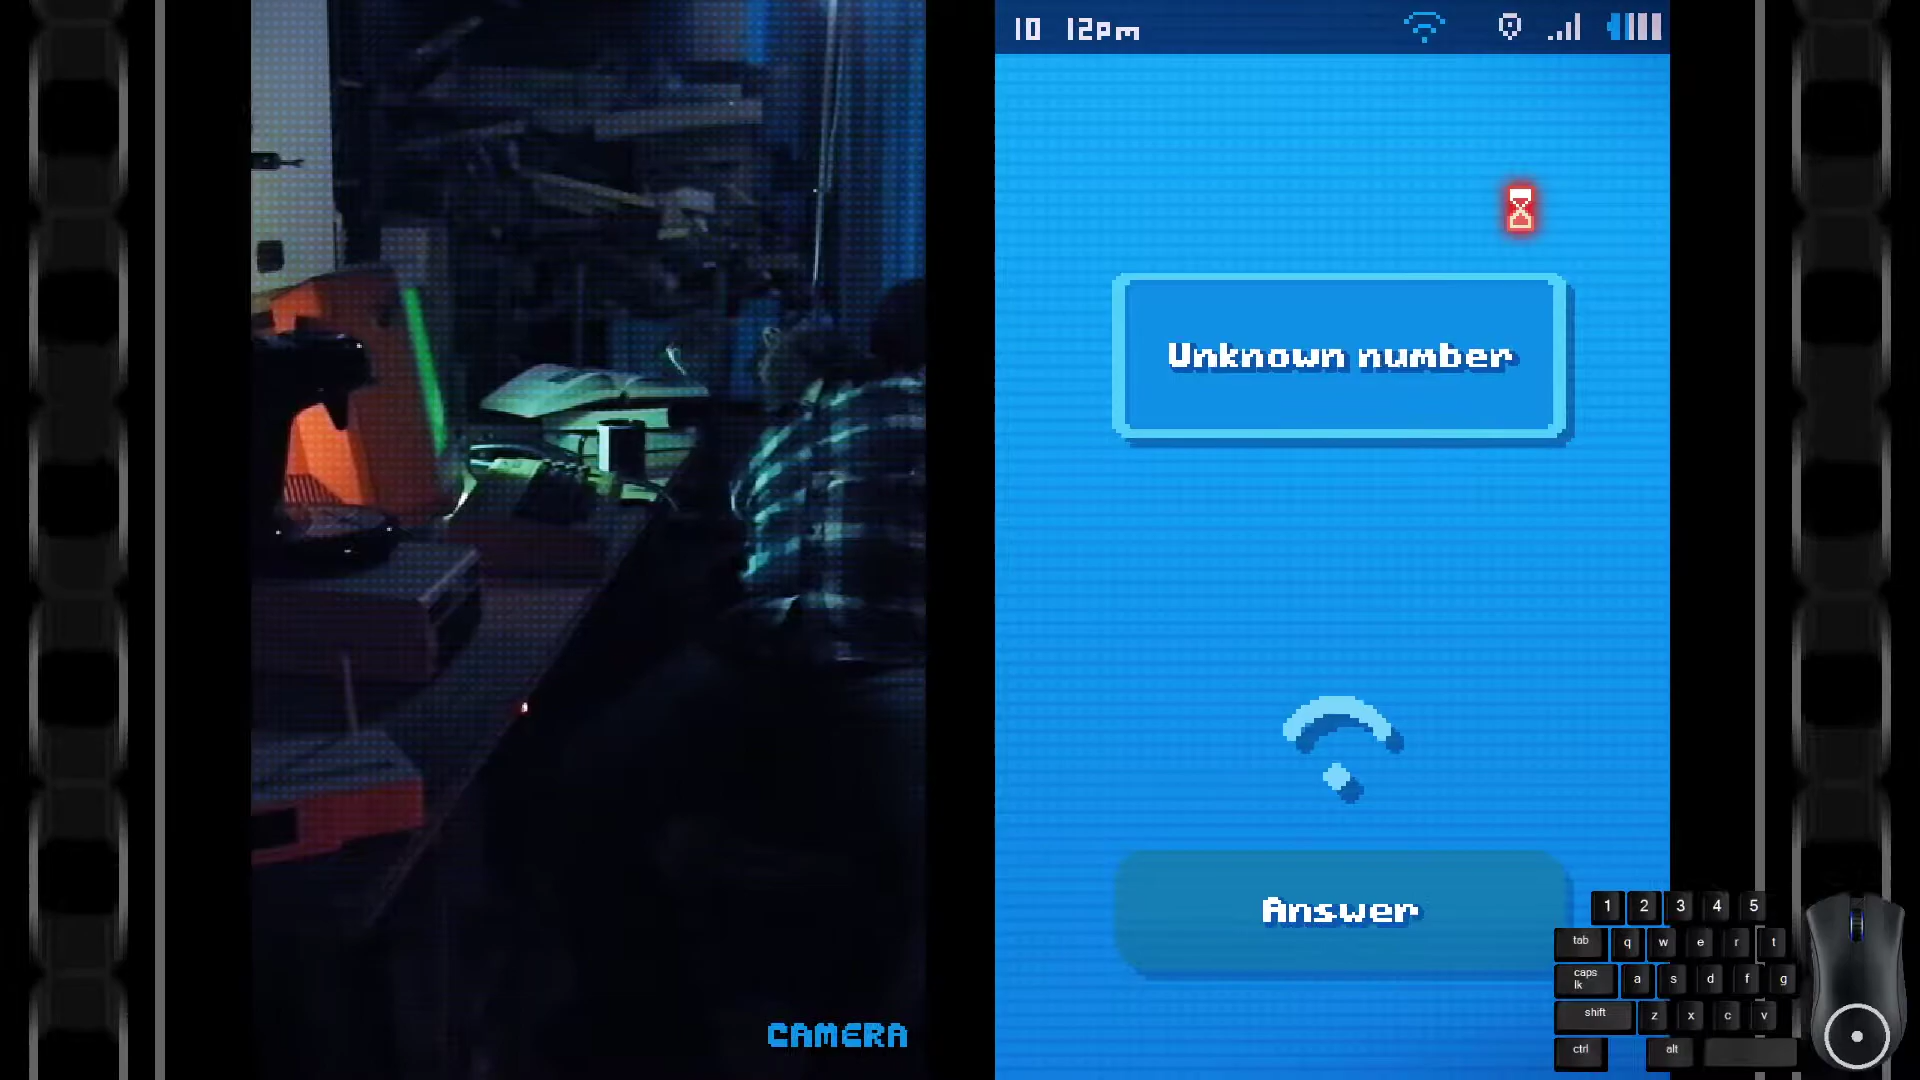 10 12pm
Unknown number
Answer
CAMERA
1 2 3 4 5
tab q w e r t
caps lk a s d f g
shift z x c v
ctrl alt